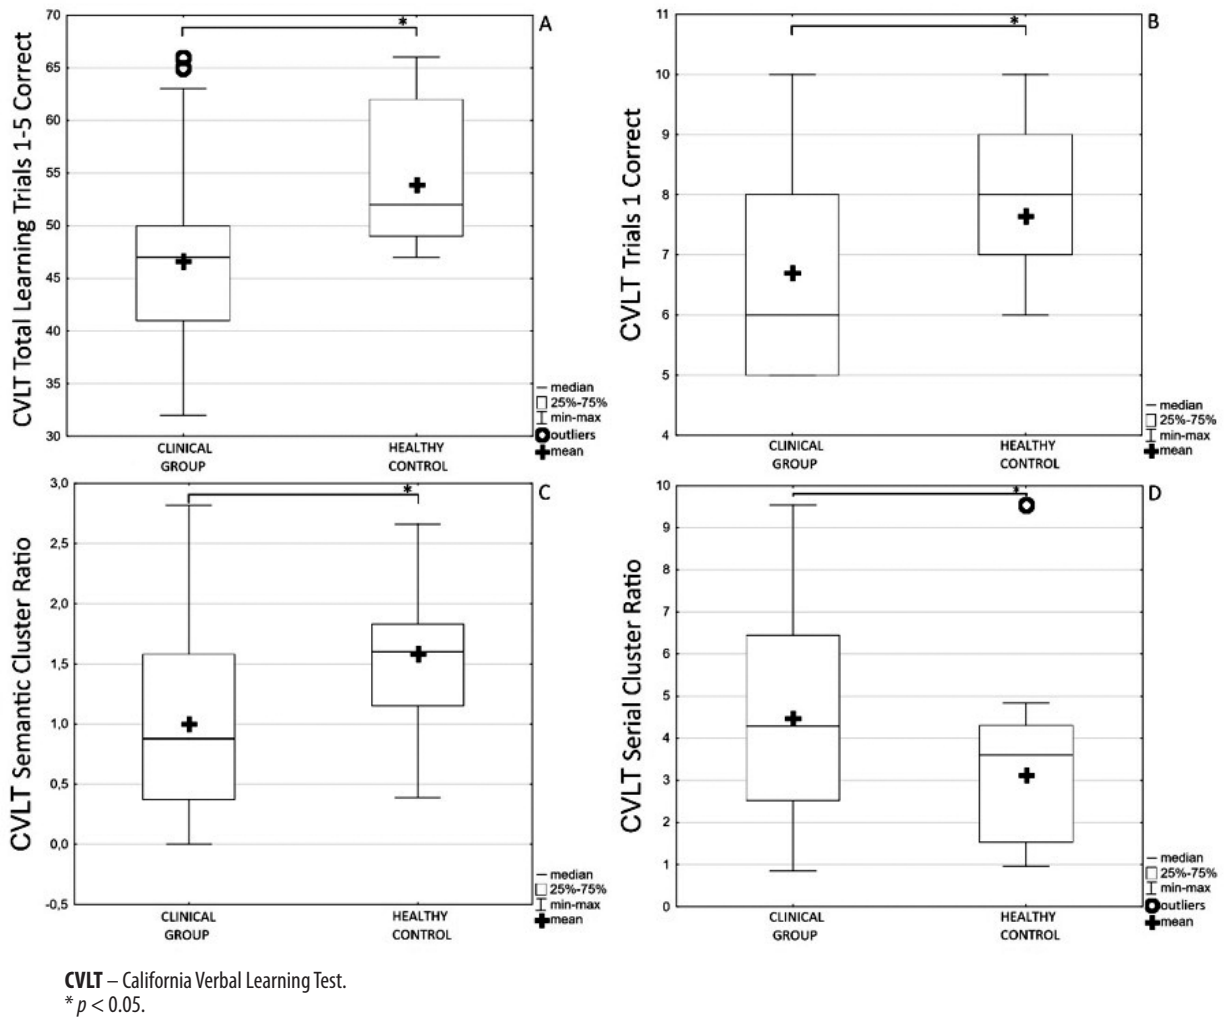 A
CVLT Total Learning Trials 1-5 Correct
70
65
60
55
50
45
40
35
30
*
CLINICAL
GROUP
HEALTHY
CONTROL
median
25%-75%
min-max
outliers
mean
B
CVLT Trials 1 Correct
11
10
9
8
7
6
5
4
*
CLINICAL
GROUP
HEALTHY
CONTROL
median
25%-75%
min-max
mean
C
CVLT Semantic Cluster Ratio
3,0
2,5
2,0
1,5
1,0
0,5
0,0
-0,5
*
CLINICAL
GROUP
HEALTHY
CONTROL
median
25%-75%
min-max
mean
D
CVLT Serial Cluster Ratio
10
9
8
7
6
5
4
3
2
1
0
*
CLINICAL
GROUP
HEALTHY
CONTROL
median
25%-75%
min-max
outliers
mean
CVLT – California Verbal Learning Test.
* p < 0.05.